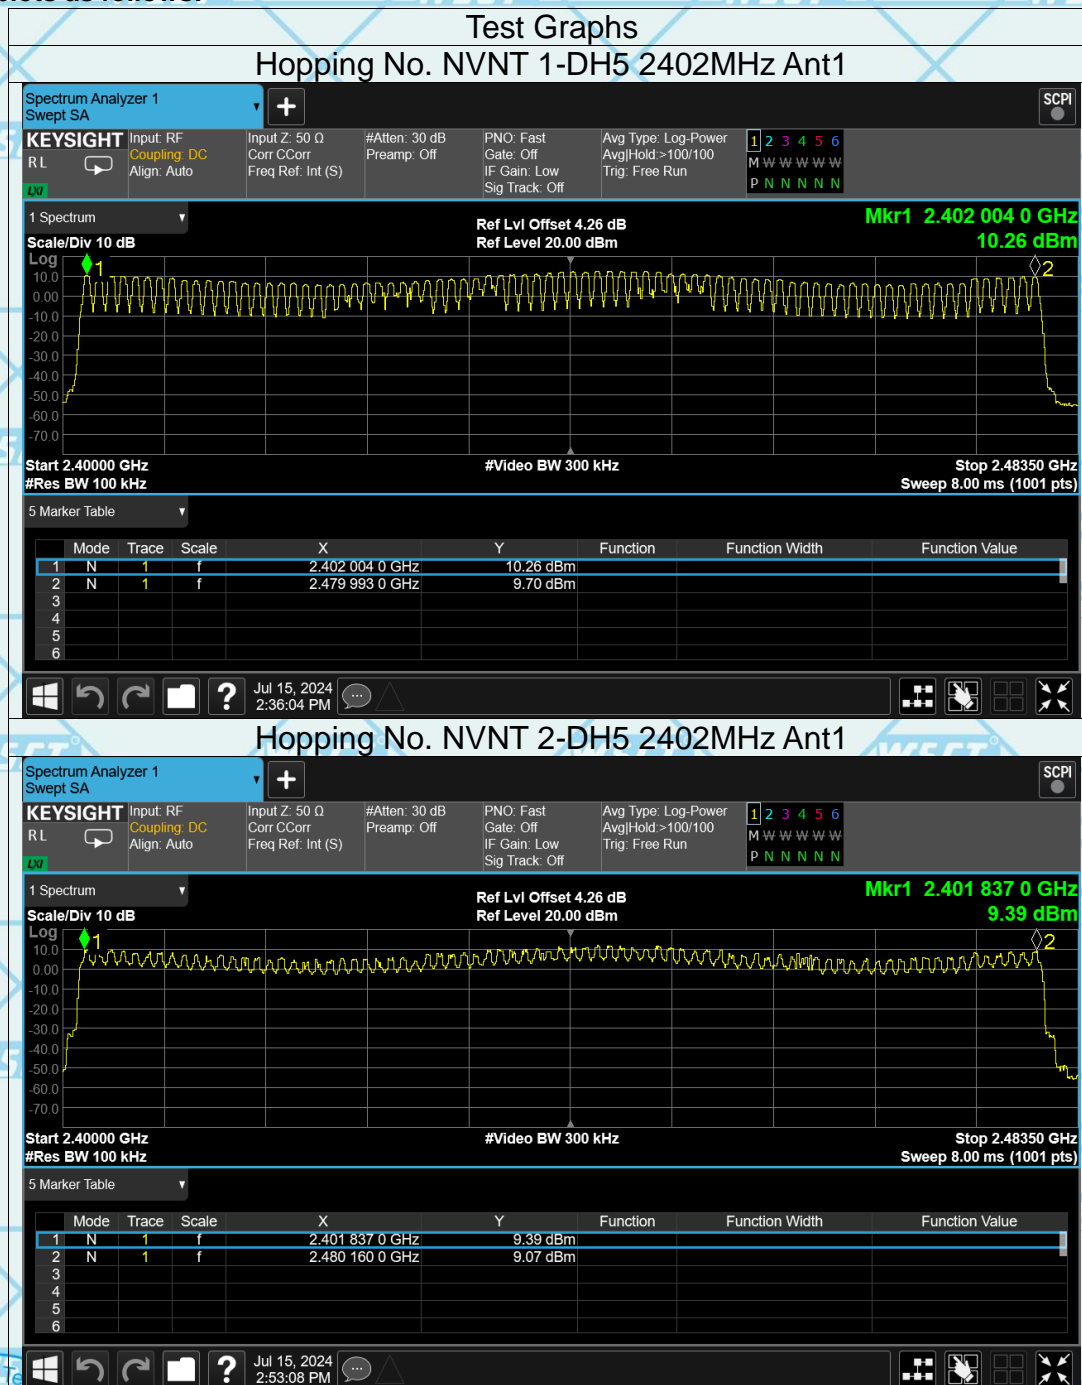 plots as follows:
Test Graphs
Hopping No. NVNT 1-DH5 2402MHz Ant1
Spectrum Analyzer 1
Swept SA
+
SCPI
KEYSIGHT
RL
LXI
Input: RF
Coupling: DC
Align: Auto
Input Z: 50 Ω
Corr CCorr
Freq Ref: Int (S)
#Atten: 30 dB
Preamp: Off
PNO: Fast
Gate: Off
IF Gain: Low
Sig Track: Off
Avg Type: Log-Power
Avg|Hold:>100/100
Trig: Free Run
1 2 3 4 5 6
M W W W W W
P N N N N N
1 Spectrum
Scale/Div 10 dB
Ref Lvl Offset 4.26 dB
Ref Level 20.00 dBm
Mkr1 2.402 004 0 GHz
10.26 dBm
Log
1
2
10.0
0.00
-10.0
-20.0
-30.0
-40.0
-50.0
-60.0
-70.0
Start 2.40000 GHz
#Res BW 100 kHz
#Video BW 300 kHz
Stop 2.48350 GHz
Sweep 8.00 ms (1001 pts)
5 Marker Table
Mode Trace Scale X Y Function Function Width Function Value
1 N 1 f 2.402 004 0 GHz 10.26 dBm
2 N 1 f 2.479 993 0 GHz 9.70 dBm
3
4
5
6
?
Jul 15, 2024
2:36:04 PM
Hopping No. NVNT 2-DH5 2402MHz Ant1
WSCT
Spectrum Analyzer 1
Swept SA
+
SCPI
KEYSIGHT
RL
LXI
Input: RF
Coupling: DC
Align: Auto
Input Z: 50 Ω
Corr CCorr
Freq Ref: Int (S)
#Atten: 30 dB
Preamp: Off
PNO: Fast
Gate: Off
IF Gain: Low
Sig Track: Off
Avg Type: Log-Power
Avg|Hold:>100/100
Trig: Free Run
1 2 3 4 5 6
M W W W W W
P N N N N N
1 Spectrum
Scale/Div 10 dB
Ref Lvl Offset 4.26 dB
Ref Level 20.00 dBm
Mkr1 2.401 837 0 GHz
9.39 dBm
Log
1
2
10.0
0.00
-10.0
-20.0
-30.0
-40.0
-50.0
-60.0
-70.0
Start 2.40000 GHz
#Res BW 100 kHz
#Video BW 300 kHz
Stop 2.48350 GHz
Sweep 8.00 ms (1001 pts)
5 Marker Table
Mode Trace Scale X Y Function Function Width Function Value
1 N 1 f 2.401 837 0 GHz 9.39 dBm
2 N 1 f 2.480 160 0 GHz 9.07 dBm
3
4
5
6
?
Jul 15, 2024
2:53:08 PM